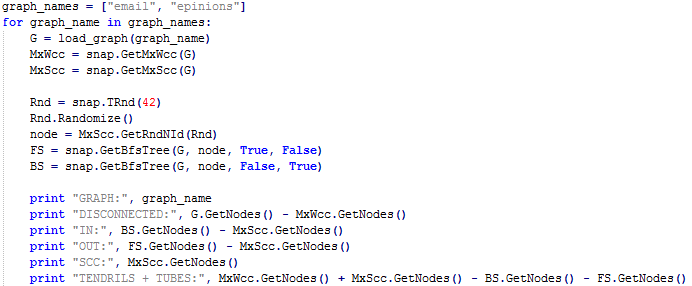 graph_names = ["email", "epinions"]
for graph_name in graph_names:
    G = load_graph(graph_name)
    MxWcc = snap.GetMxWcc(G)
    MxScc = snap.GetMxScc(G)

    Rnd = snap.TRnd(42)
    Rnd.Randomize()
    node = MxScc.GetRndNId(Rnd)
    FS = snap.GetBfsTree(G, node, True, False)
    BS = snap.GetBfsTree(G, node, False, True)

    print "GRAPH:", graph_name
    print "DISCONNECTED:", G.GetNodes() - MxWcc.GetNodes()
    print "IN:", BS.GetNodes() - MxScc.GetNodes()
    print "OUT:", FS.GetNodes() - MxScc.GetNodes()
    print "SCC:", MxScc.GetNodes()
    print "TENDRILS + TUBES:", MxWcc.GetNodes() + MxScc.GetNodes() - BS.GetNodes() - FS.GetNodes()